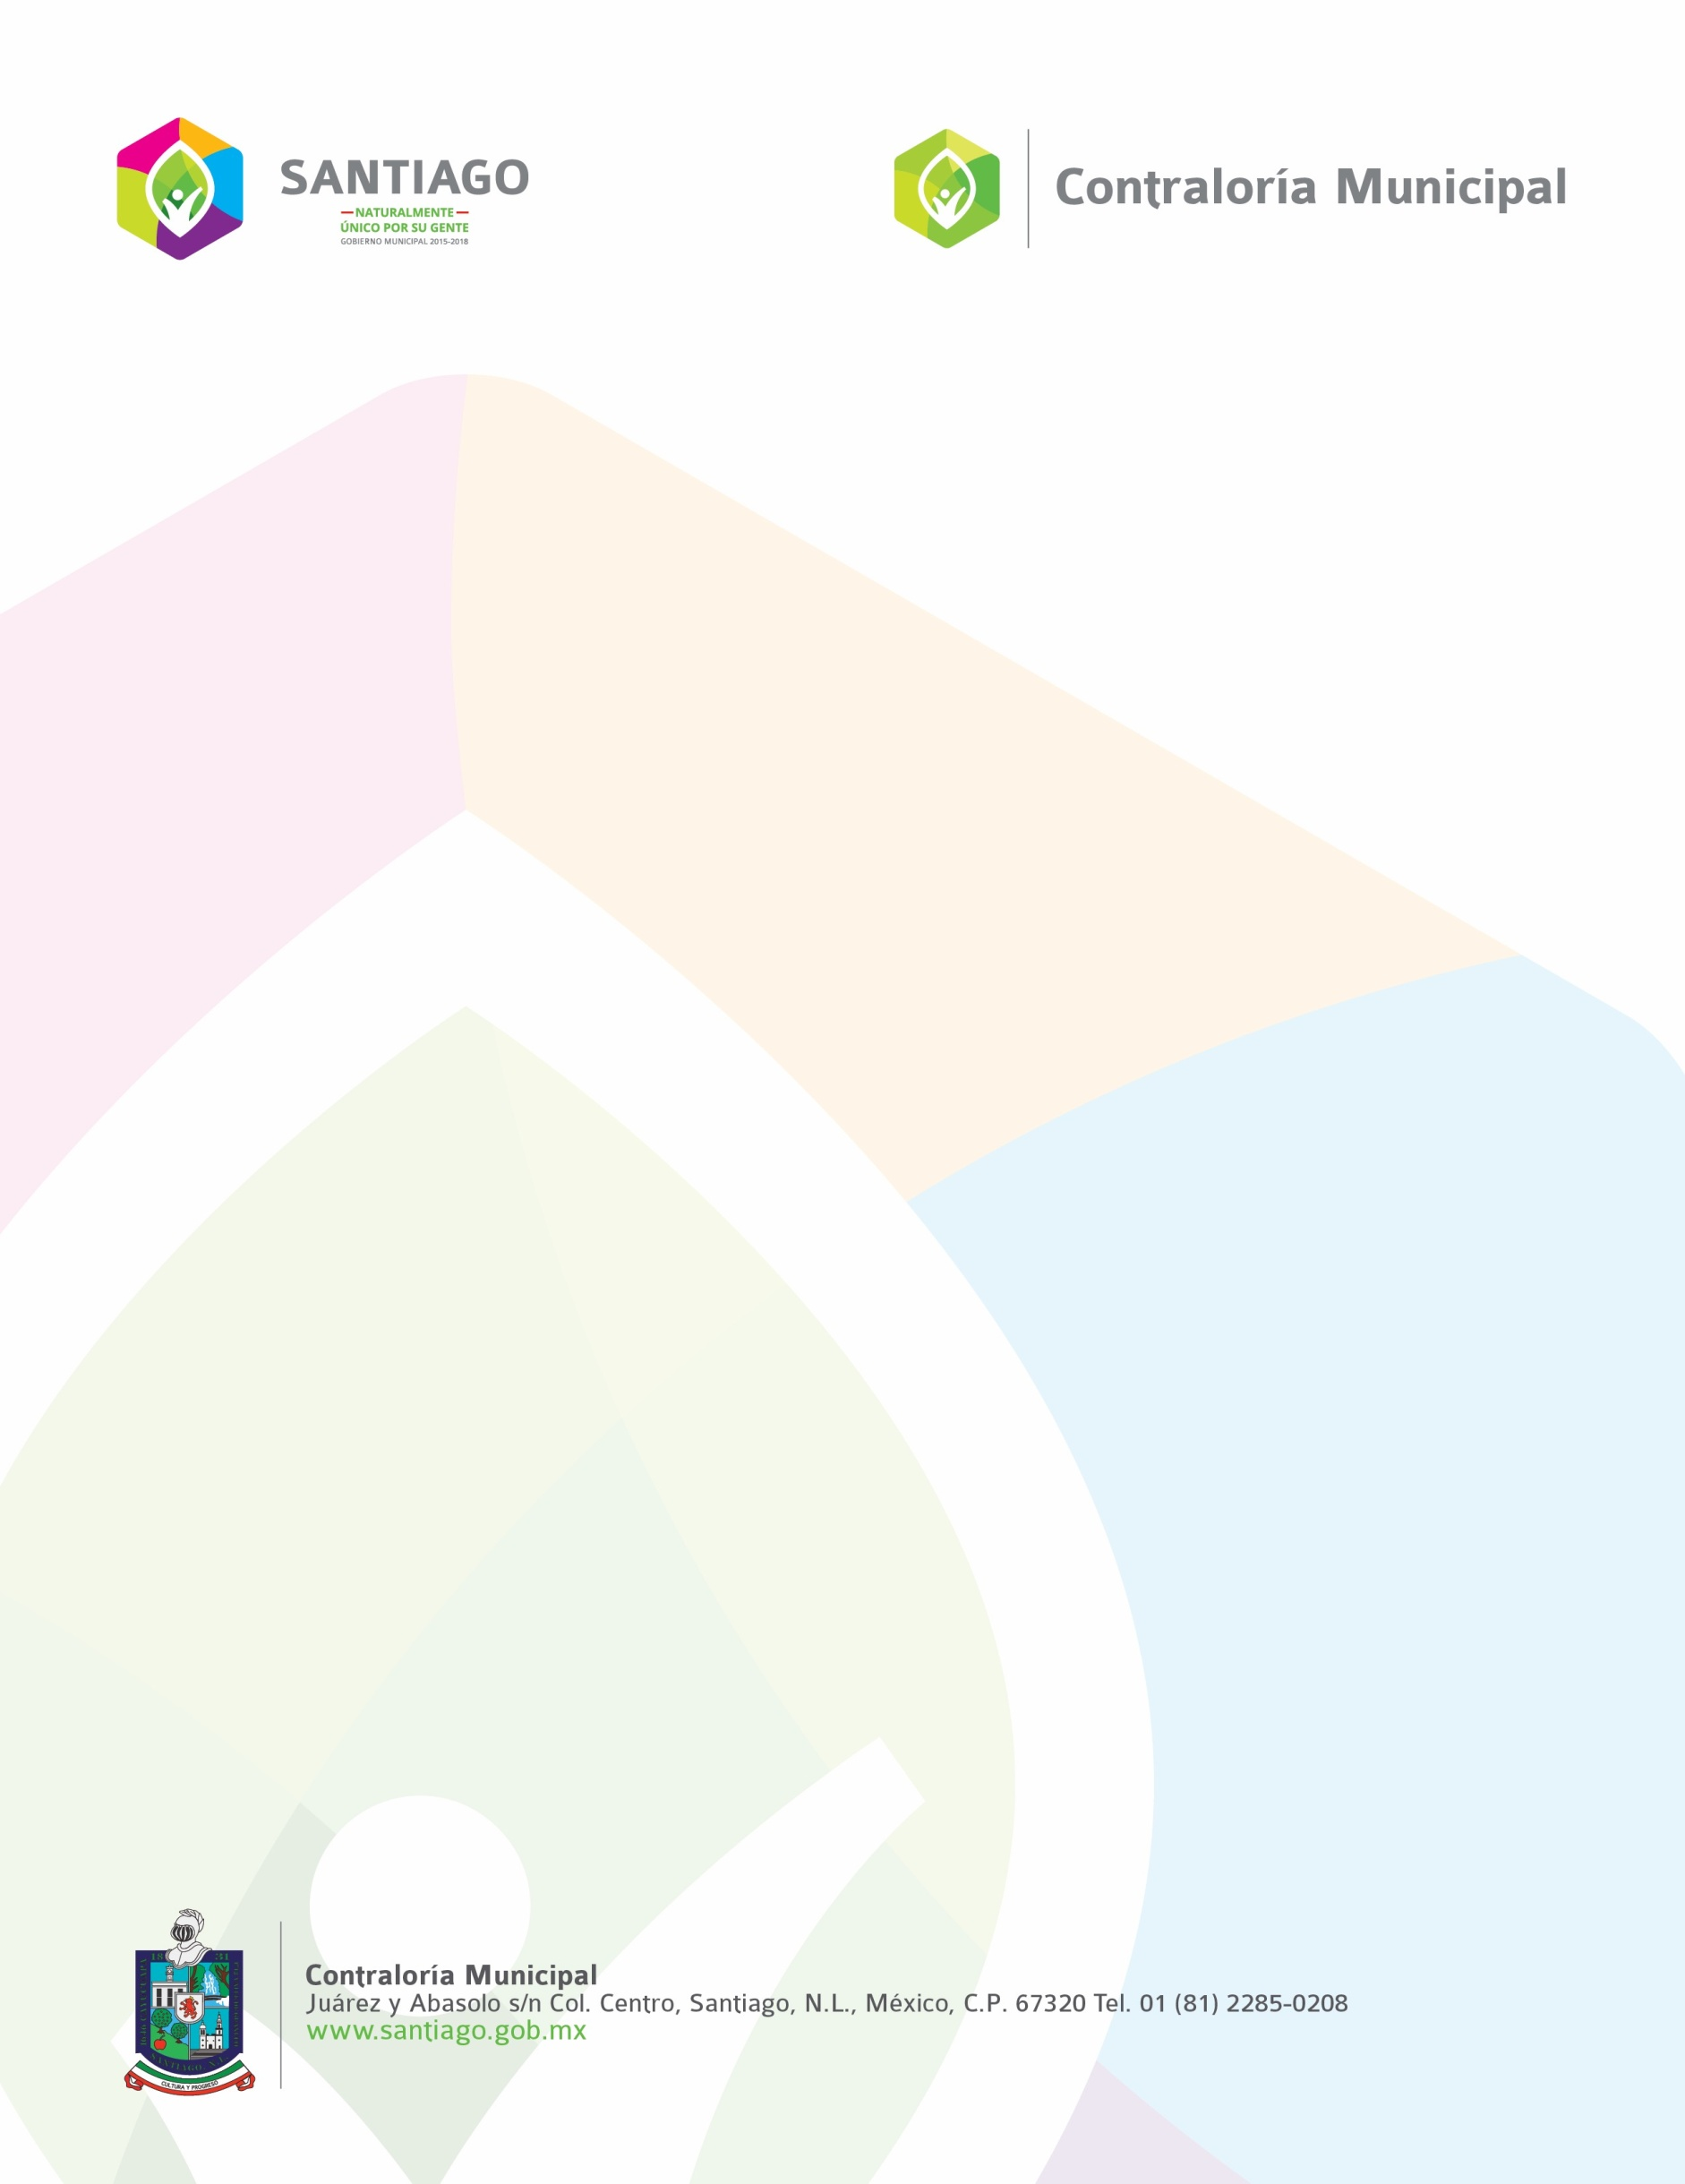 SANTIAGO
NATURALMENTE
ÚNICO POR SU GENTE
GOBIERNO MUNICIPAL 2015-2018
Contraloría Municipal
Contraloría Municipal
Juárez y Abasolo s/n Col. Centro, Santiago, N.L., México, C.P. 67320 Tel. 01 (81) 2285-0208
www.santiago.gob.mx
SANTIAGO, N.L.
CULTURA Y PROGRESO